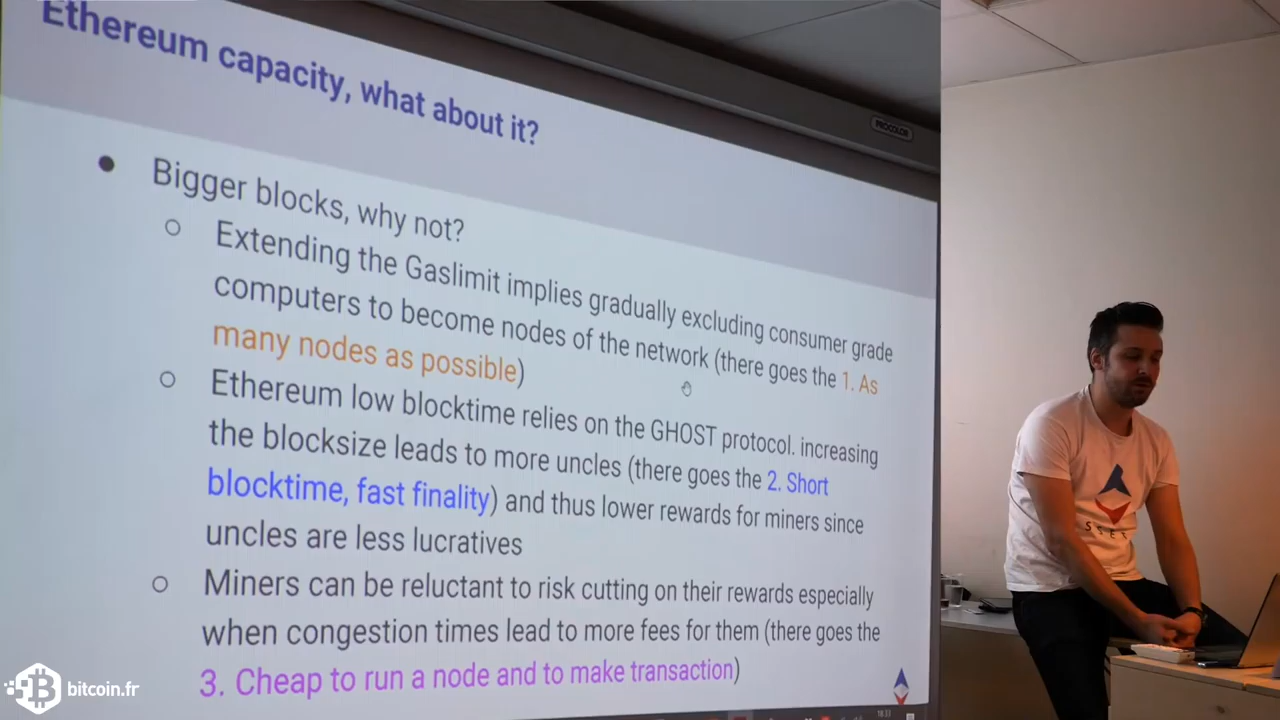 Ethereum capacity, what about it?
PROCOLOR
Bigger blocks, why not?
Extending the Gaslimit implies gradually excluding consumer grade
computers to become nodes of the network (there goes the 1. As
many nodes as possible)
Ethereum low blocktime relies on the GHOST protocol. increasing
the blocksize leads to more uncles (there goes the 2. Short
blocktime, fast finality) and thus lower rewards for miners since
uncles are less lucratives
Miners can be reluctant to risk cutting on their rewards especially
when congestion times lead to more fees for them (there goes the
3. Cheap to run a node and to make transaction)
bitcoin.fr